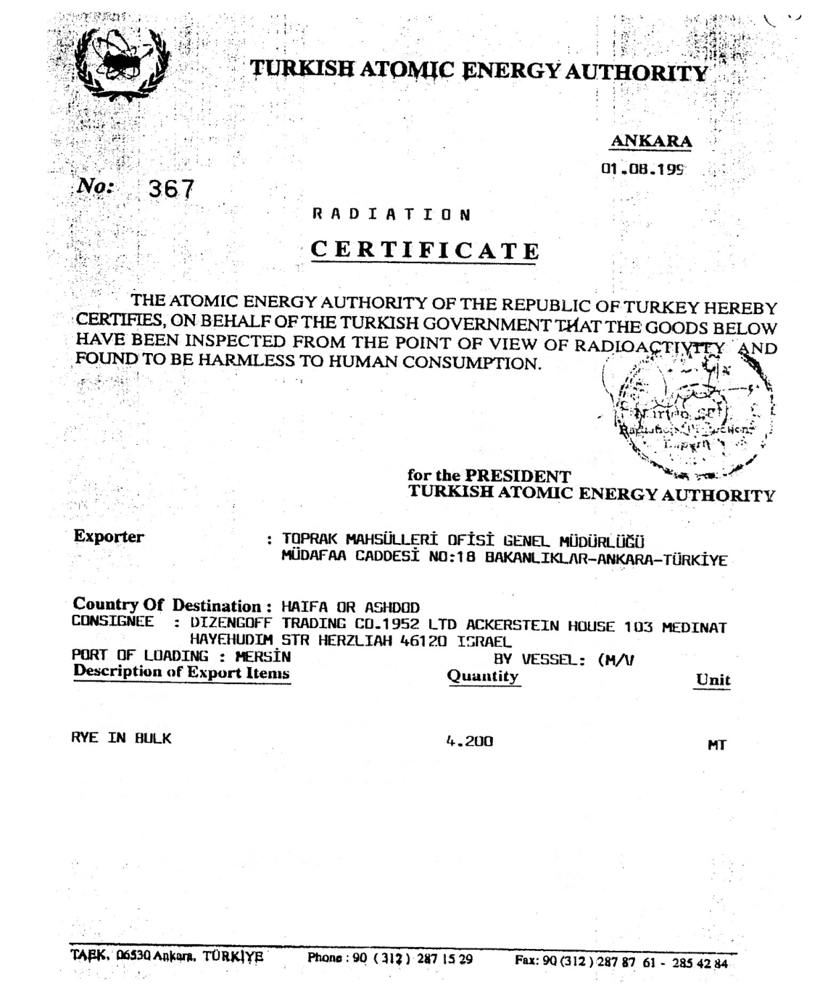 TURKISH ATOMIC ENERGY AUTHORITY
ANKARA
01.08.199
No: 367
RADIATION
CERTIFICATE
THE ATOMIC ENERGY AUTHORITY OF THE REPUBLIC OF TURKEY HEREBY
CERTIFIES, ON BEHALF OF THE TURKISH GOVERNMENT THAT THE GOODS BELOW
HAVE BEEN INSPECTED FROM THE POINT OF VIEW OF RADIOACTIVITY AND
FOUND TO BE HARMLESS TO HUMAN CONSUMPTION.
Radiation Protection
Expert
for the PRESIDENT
TURKISH ATOMIC ENERGY AUTHORITY
Exporter : TOPRAK MAHSÜLLERİ OFİSİ GENEL MÜDÜRLÜĞÜ
MÜDAFAA CADDESİ NO:18 BAKANLIKLAR-ANKARA-TÜRKİYE
Country Of Destination : HAIFA OR ASHDOD
CONSIGNEE : DIZENGOFF TRADING CO.1952 LTD ACKERSTEIN HOUSE 103 MEDINAT
HAYEHUDIM STR HERZLIAH 46120 ISRAEL
PORT OF LOADING : MERSİN BY VESSEL: (M/V
Description of Export Items Quantity Unit
RYE IN BULK 4.200 MT
TAEK. 06530 Ankara. TÜRKİYE Phone : 90 (312) 287 15 29 Fax: 90 (312) 287 87 61 - 285 42 84